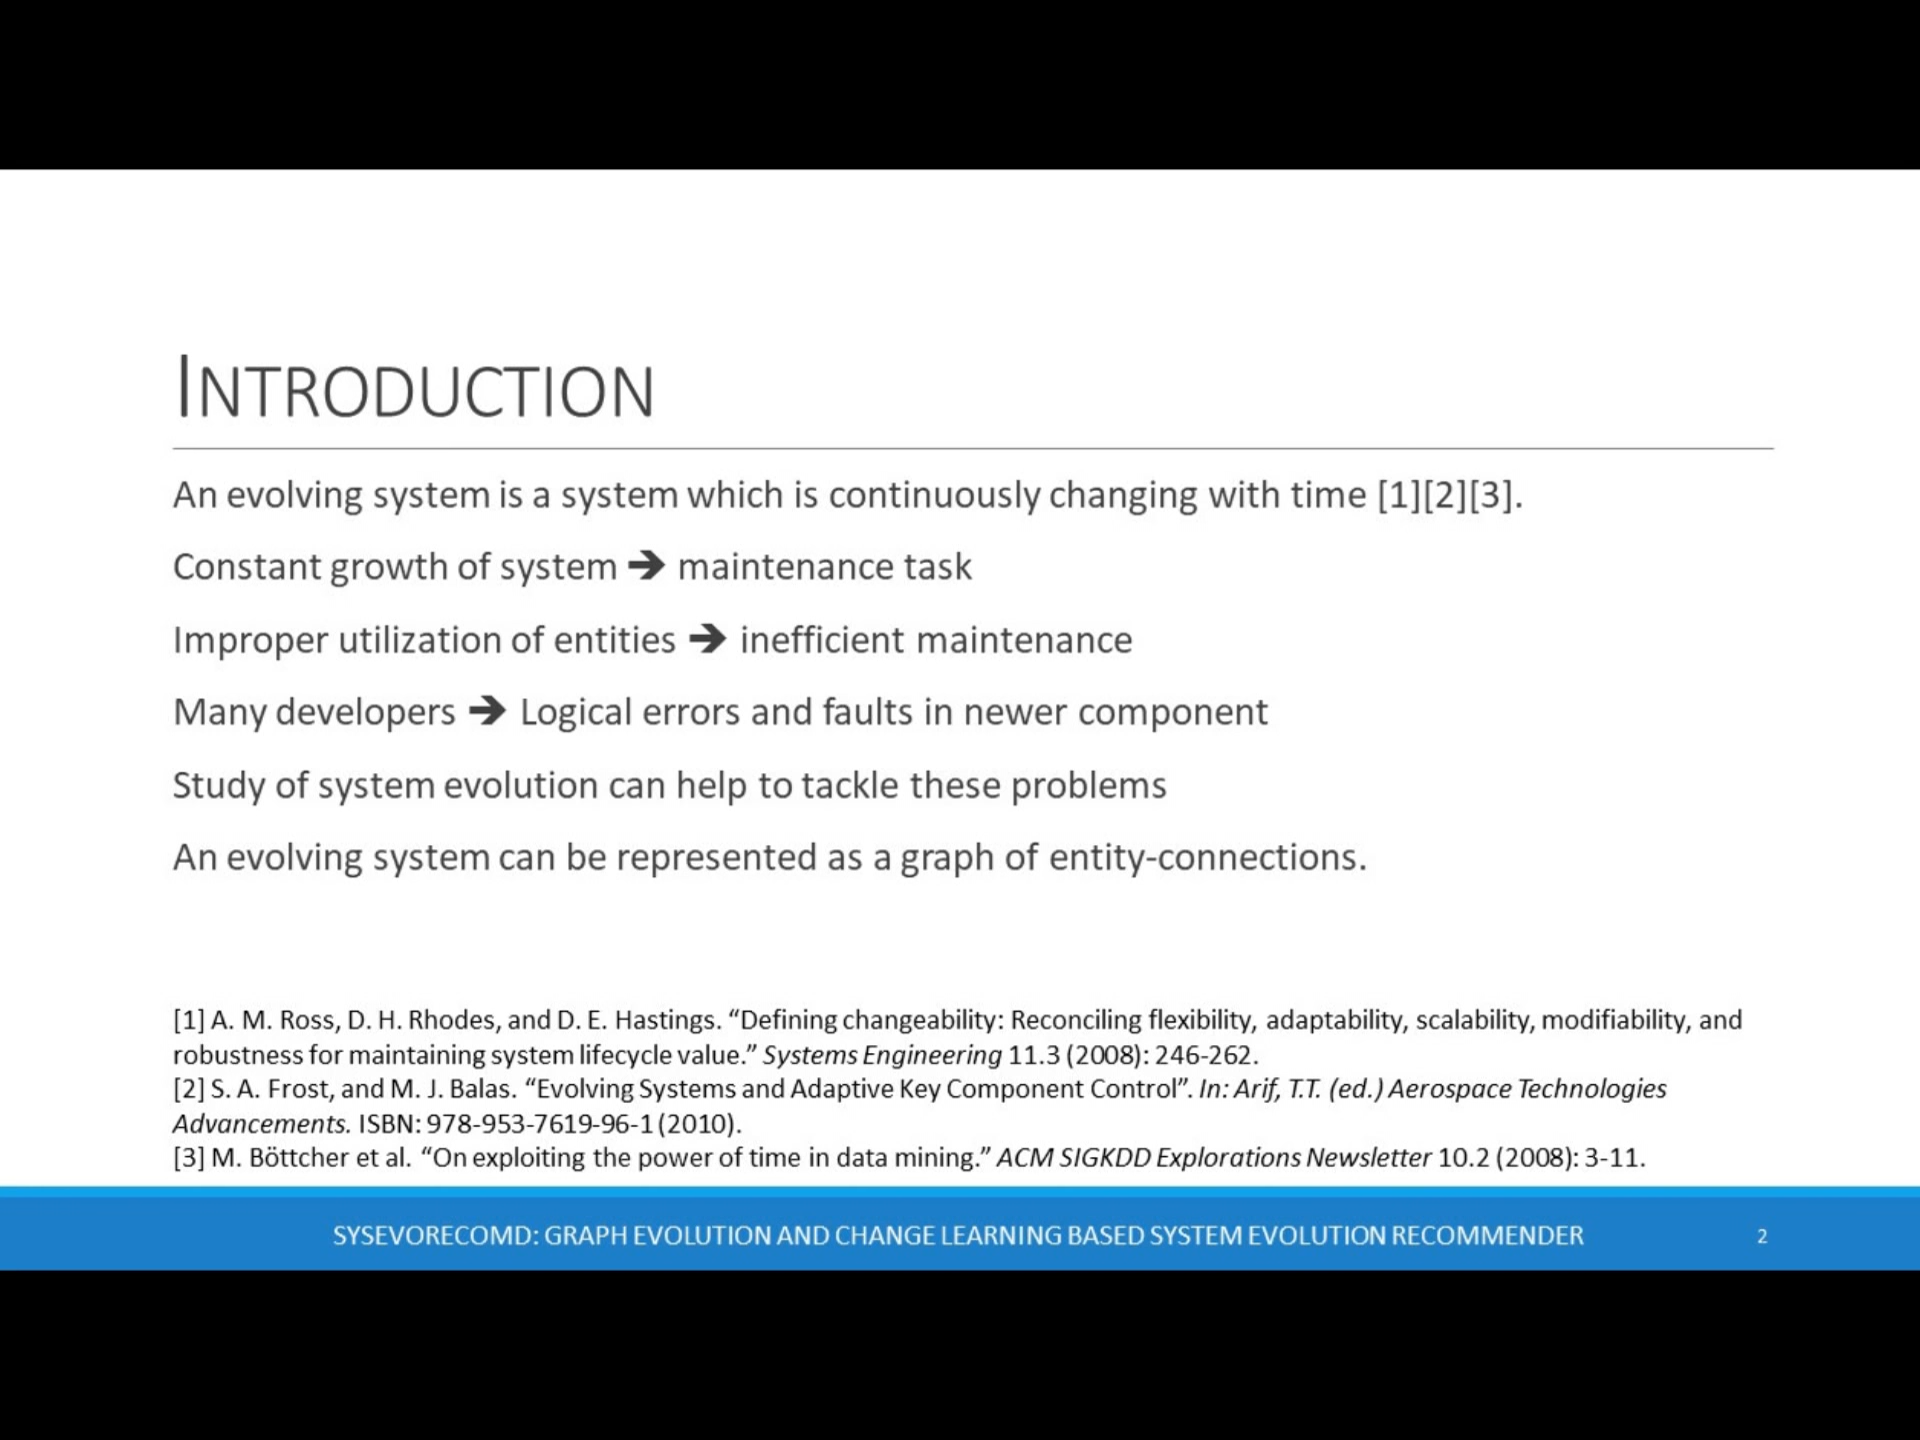 INTRODUCTION
An evolving system is a system which is continuously changing with time [1][2][3].
Constant growth of system ➔ maintenance task
Improper utilization of entities ➔ inefficient maintenance
Many developers ➔ Logical errors and faults in newer component
Study of system evolution can help to tackle these problems
An evolving system can be represented as a graph of entity-connections.
[1] A. M. Ross, D. H. Rhodes, and D. E. Hastings. “Defining changeability: Reconciling flexibility, adaptability, scalability, modifiability, and
robustness for maintaining system lifecycle value.” Systems Engineering 11.3 (2008): 246-262.
[2] S. A. Frost, and M. J. Balas. “Evolving Systems and Adaptive Key Component Control”. In: Arif, T.T. (ed.) Aerospace Technologies
Advancements. ISBN: 978-953-7619-96-1 (2010).
[3] M. Böttcher et al. “On exploiting the power of time in data mining.” ACM SIGKDD Explorations Newsletter 10.2 (2008): 3-11.
SYSEVORECOMD: GRAPH EVOLUTION AND CHANGE LEARNING BASED SYSTEM EVOLUTION RECOMMENDER 2